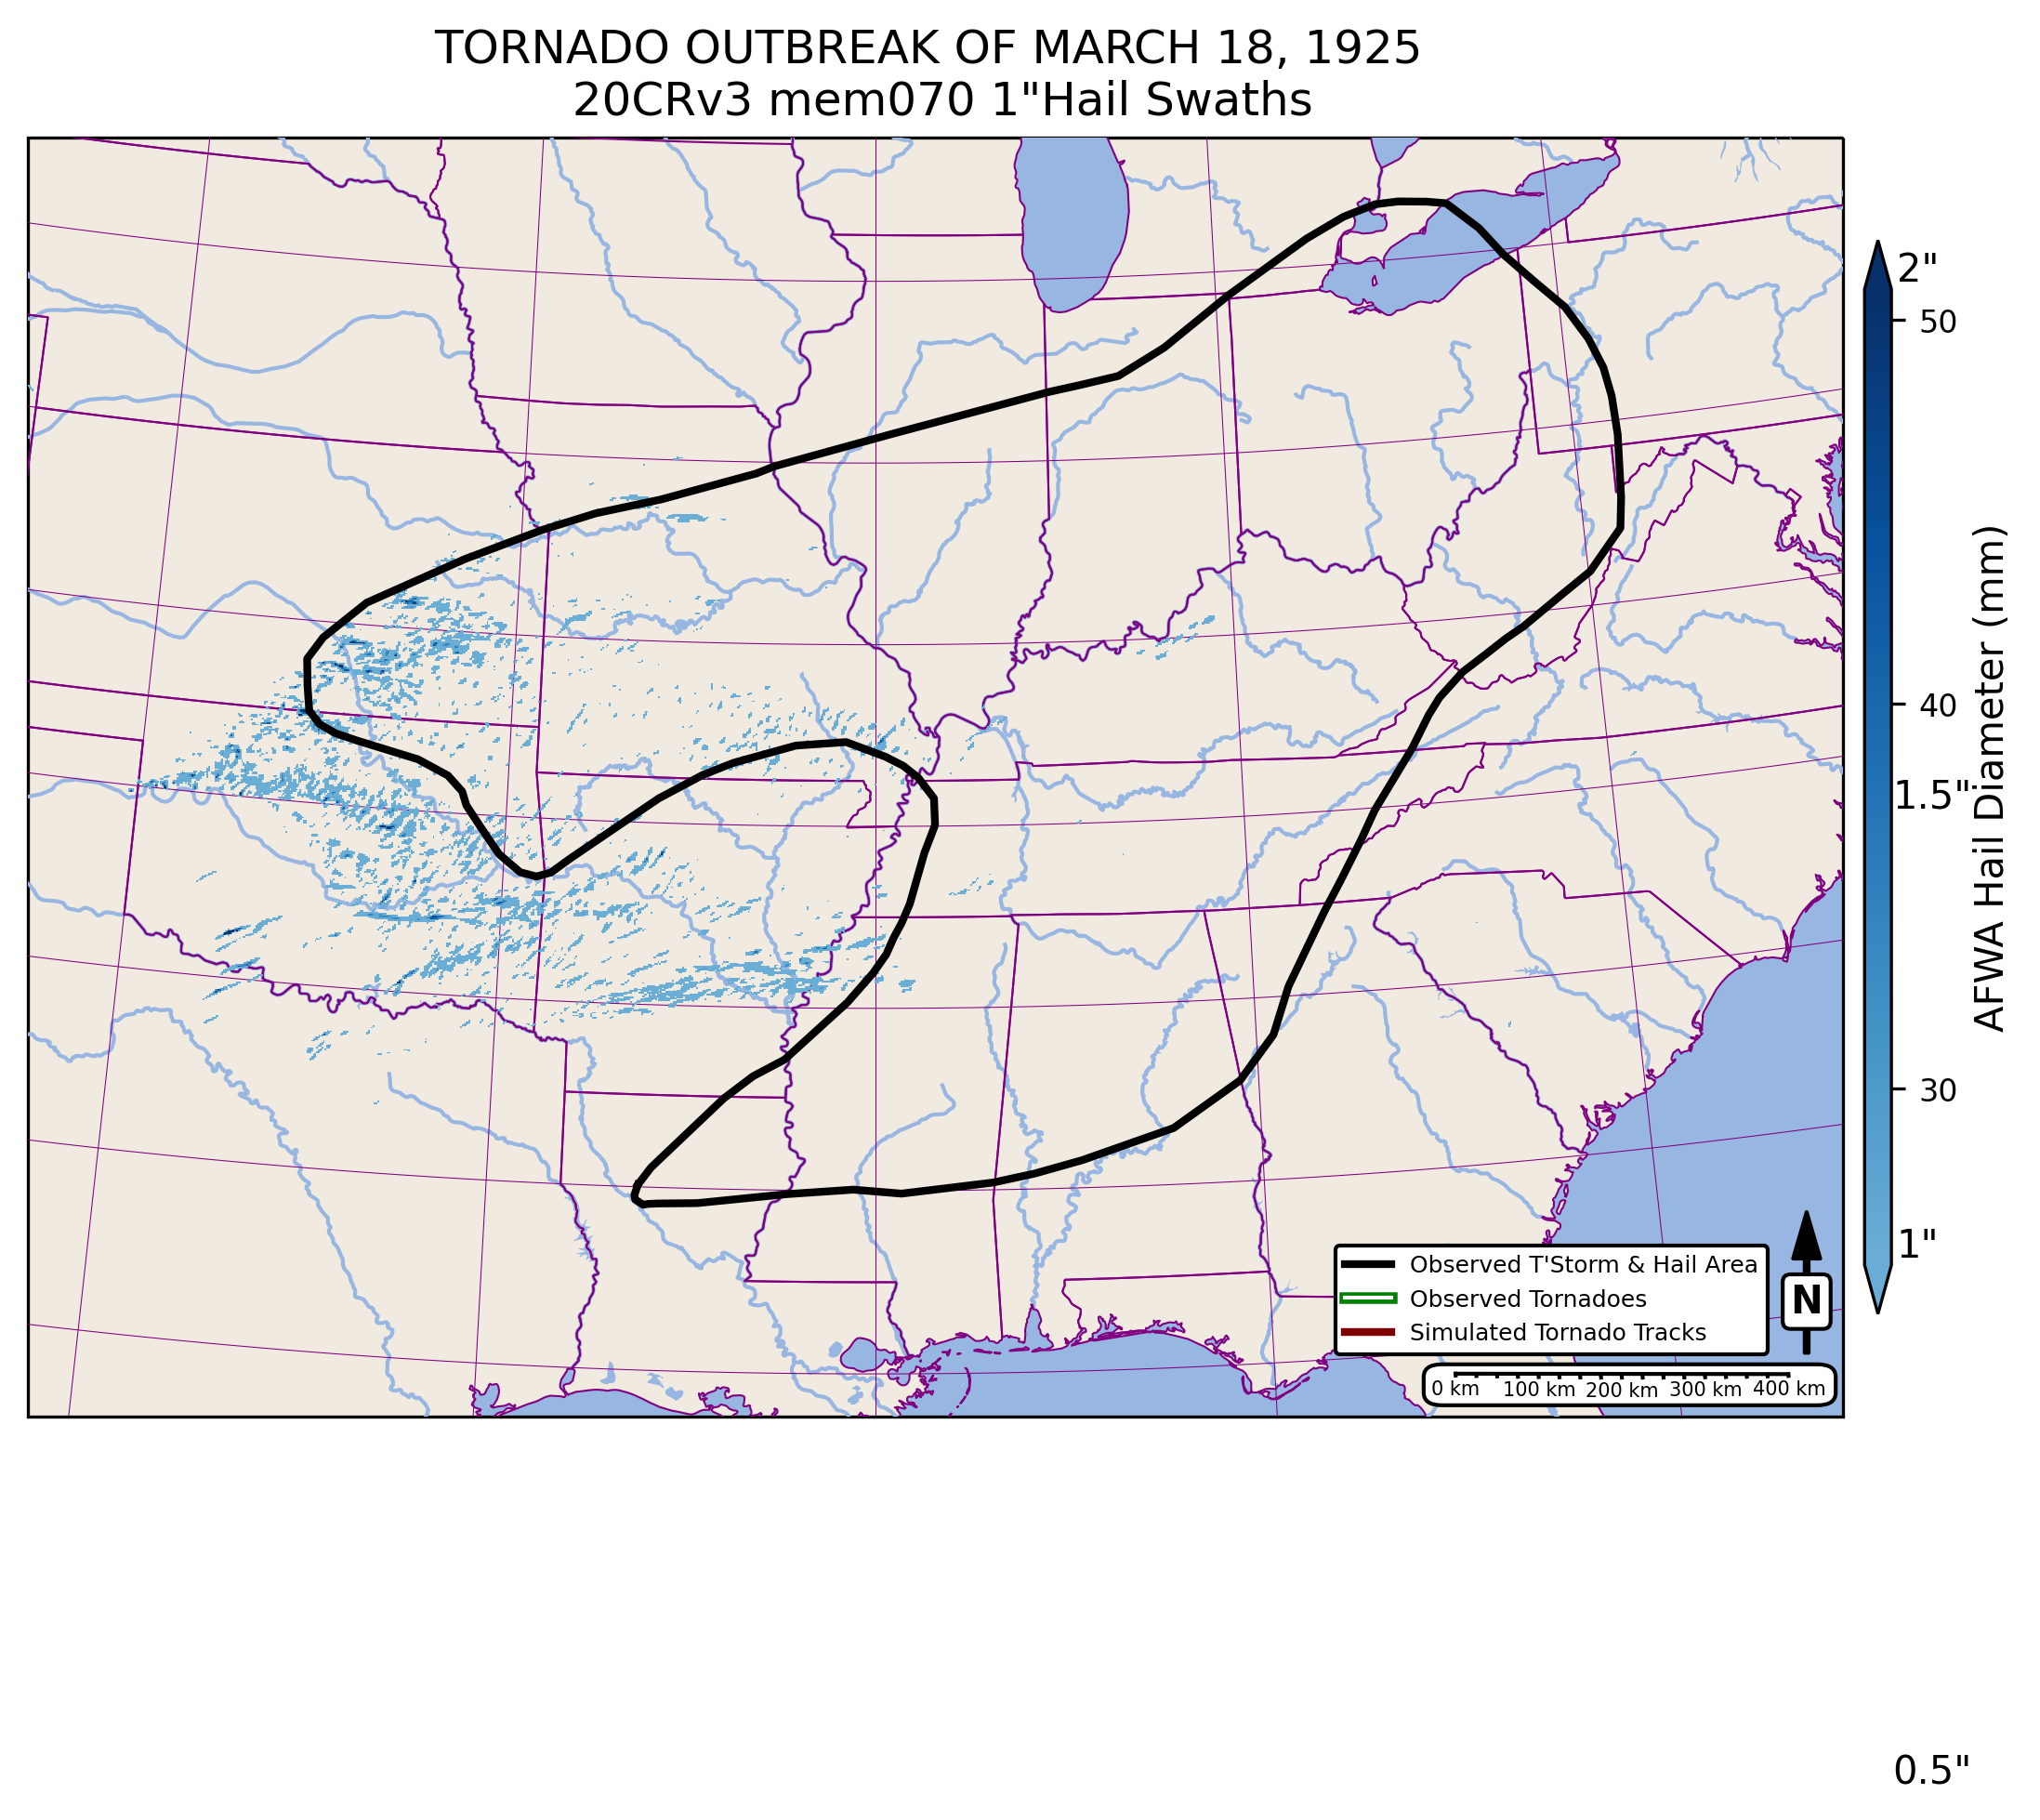 TORNADO OUTBREAK OF MARCH 18, 1925
20CRv3 mem070 1"Hail Swaths
2"
50
40
1.5"
30
1"
AFWA Hail Diameter (mm)
Observed T'Storm & Hail Area
Observed Tornadoes
Simulated Tornado Tracks
N
0 km 100 km 200 km 300 km 400 km
0.5"